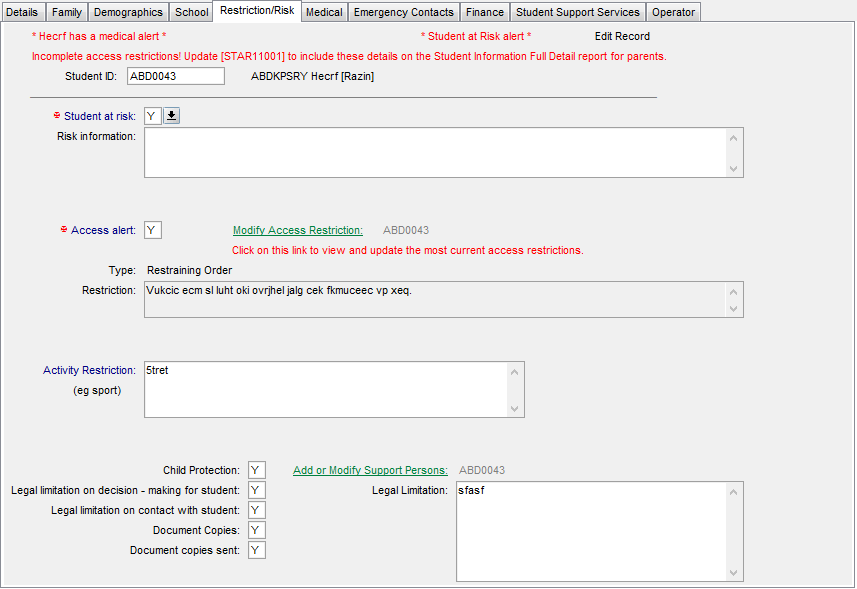 Details Family Demographics School Restriction/Risk Medical Emergency Contacts Finance Student Support Services Operator
* Hecrf has a medical alert * * Student at Risk alert * Edit Record
Incomplete access restrictions! Update [STAR11001] to include these details on the Student Information Full Detail report for parents.
Student ID: ABD0043 ABDKPSRY Hecrf [Razin]
Student at risk: Y
Risk information:
Access alert: Y Modify Access Restriction: ABD0043
Click on this link to view and update the most current access restrictions.
Type: Restraining Order
Restriction: Vukcic ecm sl luht oki ovrjhel jalg cek fkmuceec vp xeq.
Activity Restriction: 5tret
(eg sport)
Child Protection: Y Add or Modify Support Persons: ABD0043
Legal limitation on decision - making for student: Y Legal Limitation: sfasf
Legal limitation on contact with student: Y
Document Copies: Y
Document copies sent: Y